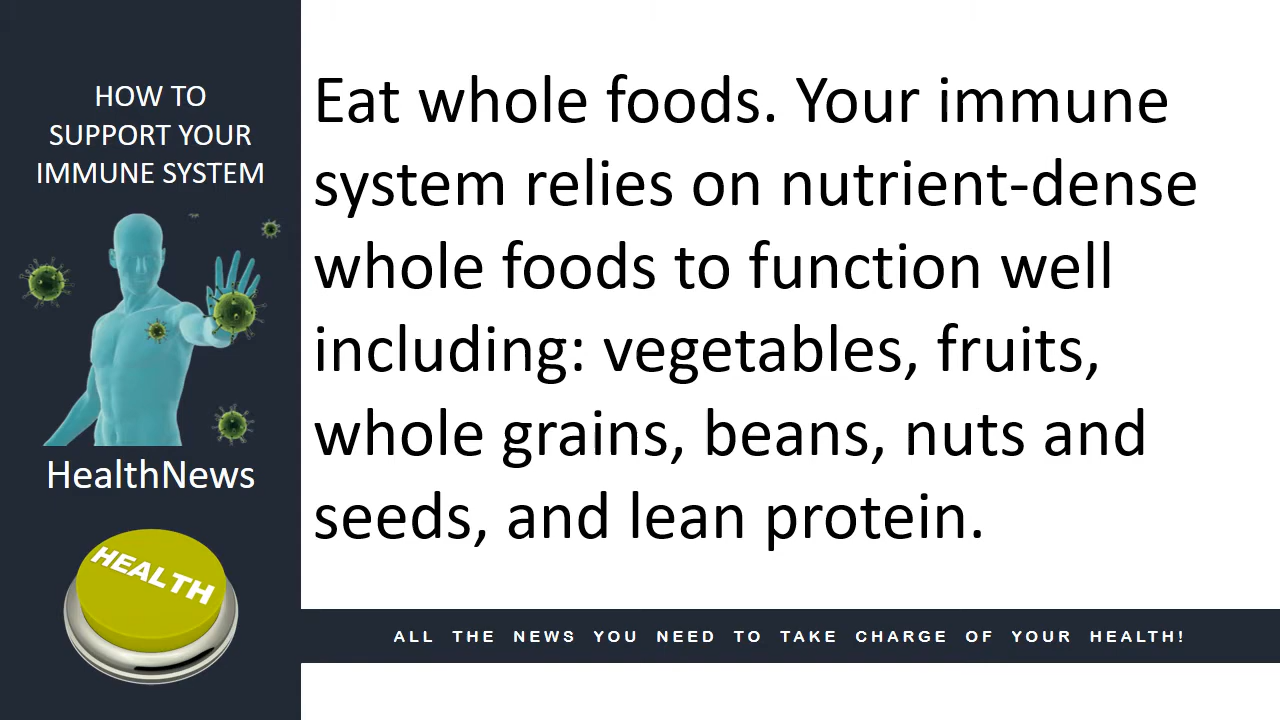 HOW TO
SUPPORT YOUR
IMMUNE SYSTEM
HealthNews
HEALTH
Eat whole foods. Your immune
system relies on nutrient-dense
whole foods to function well
including: vegetables, fruits,
whole grains, beans, nuts and
seeds, and lean protein.
ALL THE NEWS YOU NEED TO TAKE CHARGE OF YOUR HEALTH!